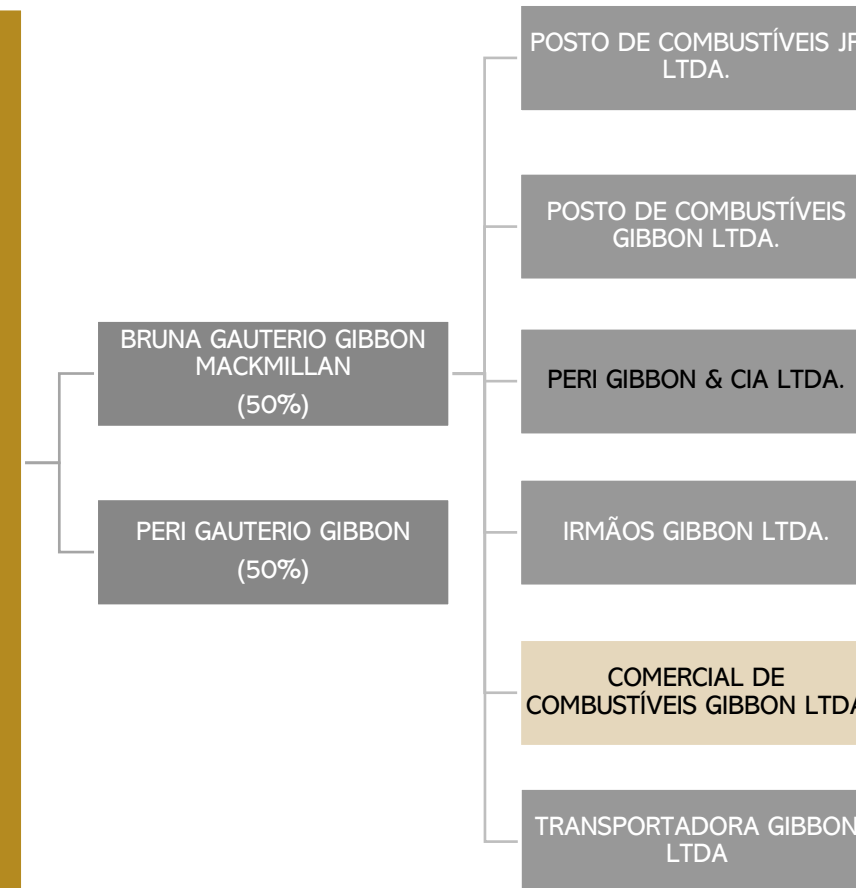 BRUNA GAUTERIO GIBBON
MACKMILLAN
(50%)
PERI GAUTERIO GIBBON
(50%)
POSTO DE COMBUSTÍVEIS
LTDA.
POSTO DE COMBUSTÍVEIS
GIBBON LTDA.
PERI GIBBON & CIA LTDA.
IRMÃOS GIBBON LTDA.
COMERCIAL DE
COMBUSTÍVEIS GIBBON LTDA
TRANSPORTADORA GIBBON
LTDA